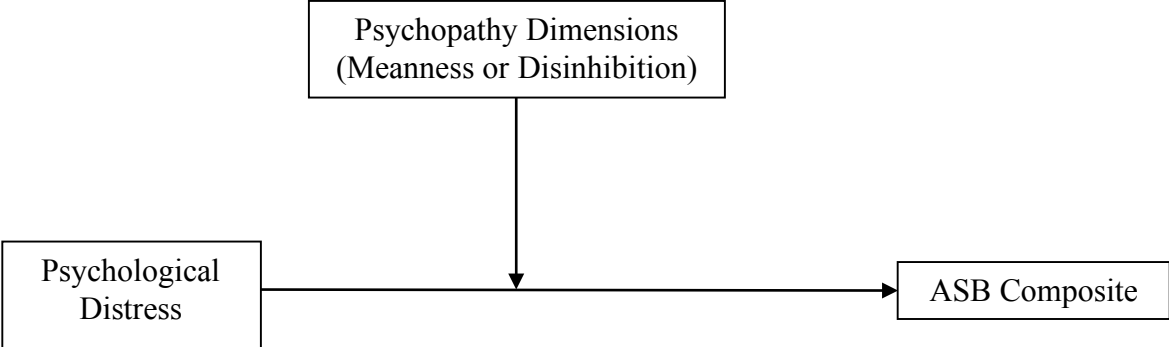 Psychopathy Dimensions
(Meanness or Disinhibition)
Psychological
Distress
ASB Composite